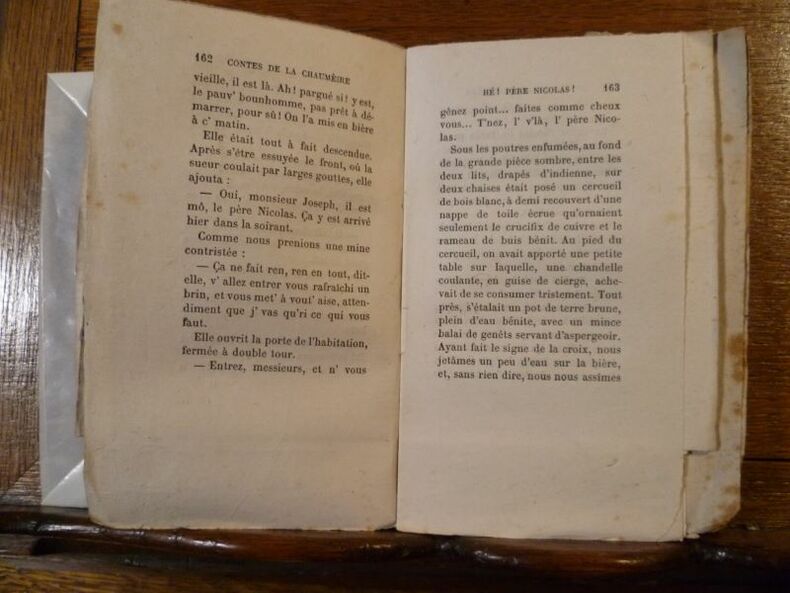 162 CONTES DE LA CHAUMÈIRE
vieille, il est là. Ah! pargué si! y est,
le pauv' bounhomme, pas prêt à dé-
marrer, pour sû! On l'a mis en bière
à c' matin.
Elle était tout à fait descendue.
Après s'être essuyée le front, où la
sueur coulait par larges gouttes, elle
ajouta :
— Oui, monsieur Joseph, il est
mô, le père Nicolas. Ça y est arrivé
hier dans la soirant.
Comme nous prenions une mine
contristée :
— Ça ne fait ren, ren en tout, dit-
elle, v' allez entrer vous rafraîchi un
brin, et vous met' à vout' aise, atten-
diment que j' vas qu'ri ce qui vous
faut.
Elle ouvrit la porte de l'habitation,
fermée à double tour.
— Entrez, messieurs, et n' vous
HÉ! PÈRE NICOLAS! 163
gênez point... faites comme cheux
vous... T'nez, l' v'là, l' père Nico-
las.
Sous les poutres enfumées, au fond
de la grande pièce sombre, entre les
deux lits, drapés d'indienne, sur
deux chaises était posé un cercueil
de bois blanc, à demi recouvert d'une
nappe de toile écrue qu'ornaient
seulement le crucifix de cuivre et le
rameau de buis bénit. Au pied du
cercueil, on avait apporté une petite
table sur laquelle, une chandelle
coulante, en guise de cierge, ache-
vait de se consumer tristement. Tout
près, s'étalait un pot de terre brune,
plein d'eau bénite, avec un mince
balai de genêts servant d'aspergeoir.
Ayant fait le signe de la croix, nous
jetâmes un peu d'eau sur la bière,
et, sans rien dire, nous nous assîmes